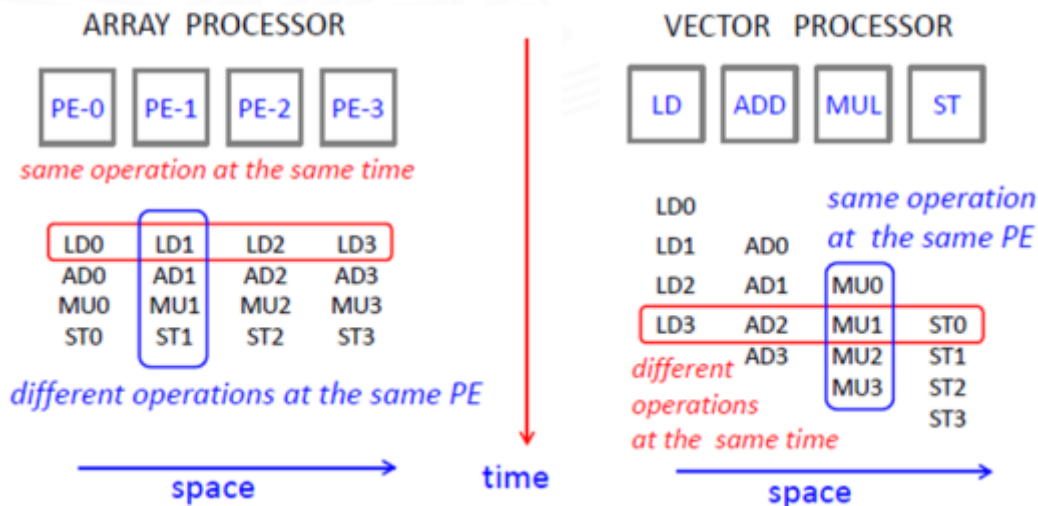 ARRAY PROCESSOR
PE-0 PE-1 PE-2 PE-3
same operation at the same time
LD0 LD1 LD2 LD3
AD0 AD1 AD2 AD3
MU0 MU1 MU2 MU3
ST0 ST1 ST2 ST3
different operations at the same PE
space
time
VECTOR PROCESSOR
LD ADD MUL ST
same operation
at the same PE
LD0
LD1 AD0
LD2 AD1 MU0
LD3 AD2 MU1 ST0
AD3 MU2 ST1
MU3 ST2
ST3
different
operations
at the same time
space